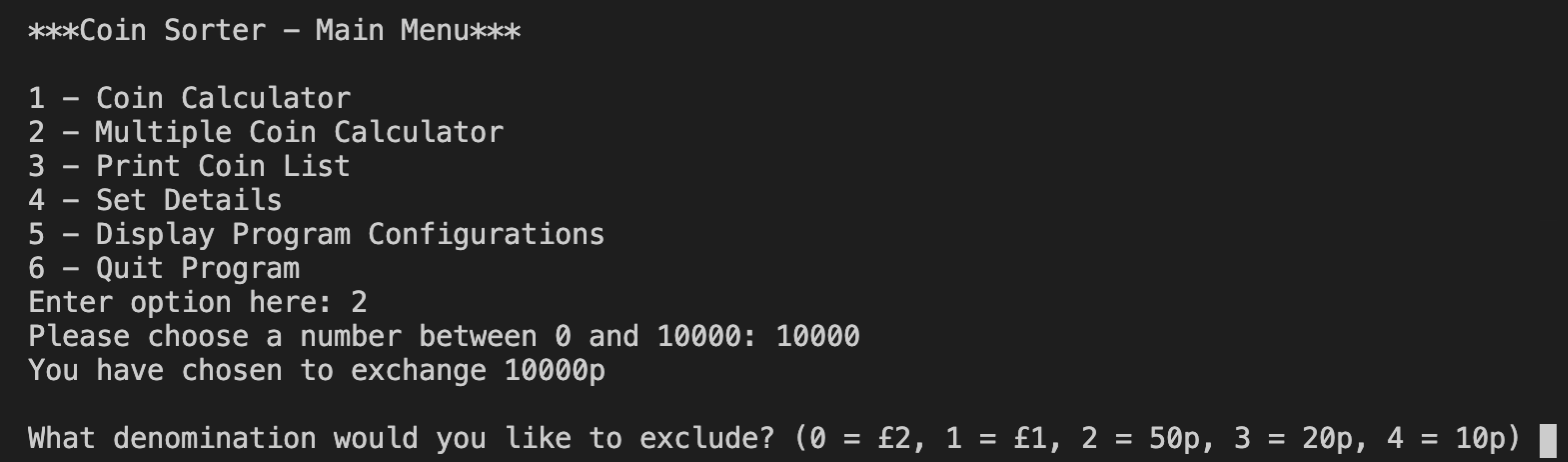 ***Coin Sorter – Main Menu***
1 – Coin Calculator
2 – Multiple Coin Calculator
3 – Print Coin List
4 – Set Details
5 – Display Program Configurations
6 – Quit Program
Enter option here: 2
Please choose a number between 0 and 10000: 10000
You have chosen to exchange 10000p
What denomination would you like to exclude? (0 = £2, 1 = £1, 2 = 50p, 3 = 20p, 4 = 10p)